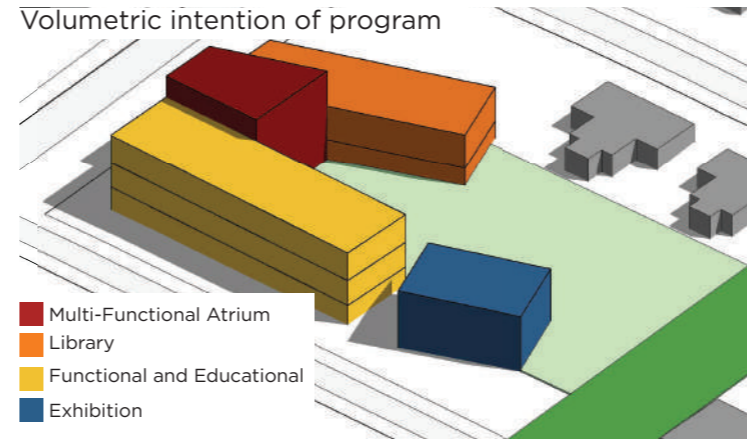 Volumetric intention of program
Multi-Functional Atrium
Library
Functional and Educational
Exhibition